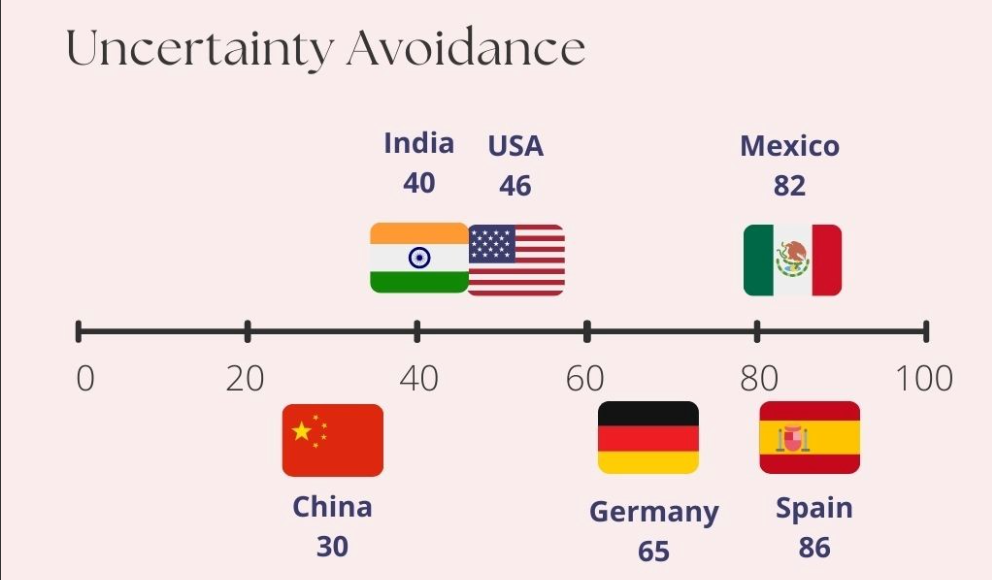 Uncertainty Avoidance
India USA Mexico
40 46 82
0 20 40 60 80 100
China Germany Spain
30 65 86